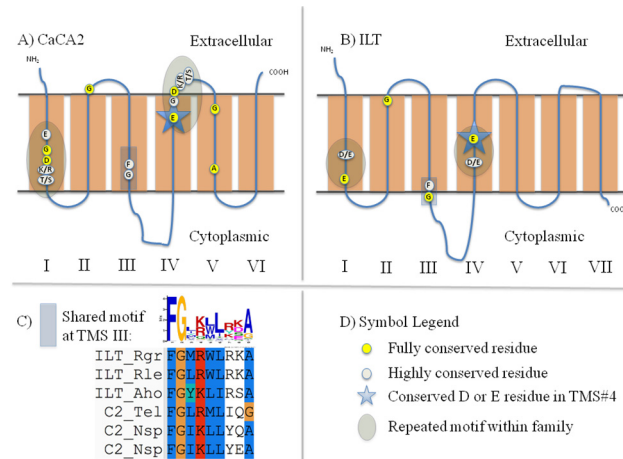 A) CaCA2
Extracellular
NH₂
COOH
K/R
T/S
G
D
G
E
G
E
G
D
K/R
T/S
F
G
A
Cytoplasmic
I II III IV V VI
B) ILT
Extracellular
NH₂
G
E
D/E
D/E
E
F
G
COOH
Cytoplasmic
I II III IV V VI VII
C) Shared motif
at TMS III:
ILT_Rgr FGMRWLRKA
ILT_Rle FGLRWLRKA
ILT_Aho FGYKLIRSA
C2_Tel FGLRMLIQG
C2_Nsp FGIKLLYQA
C2_Nsp FGIKLLYEA
D) Symbol Legend
Fully conserved residue
Highly conserved residue
Conserved D or E residue in TMS#4
Repeated motif within family